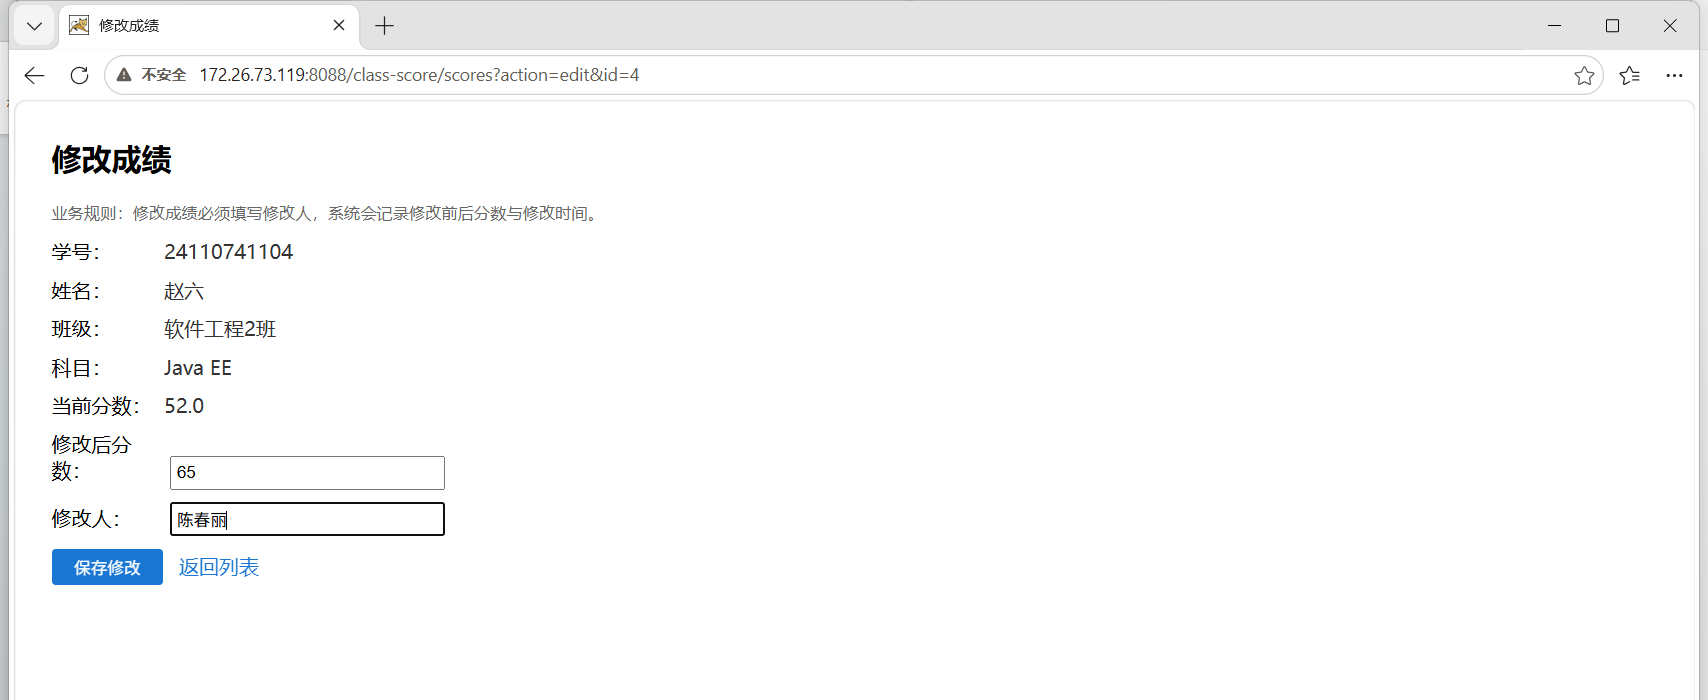 修改成绩
不安全 172.26.73.119:8088/class-score/scores?action=edit&id=4
修改成绩
业务规则：修改成绩必须填写修改人，系统会记录修改前后分数与修改时间。
学号： 24110741104
姓名： 赵六
班级： 软件工程2班
科目： Java EE
当前分数： 52.0
修改后分
数： 65
修改人： 陈春丽
保存修改 返回列表